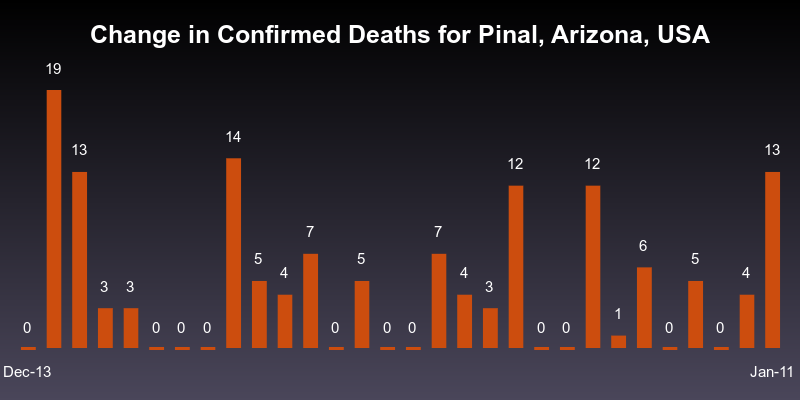 Change in Confirmed Deaths for Pinal, Arizona, USA
0 19 13 3 3 0 0 0 14 5 4 7 0 5 0 0 7 4 3 12 0 0 12 1 6 0 5 0 4 13
Dec-13 Jan-11